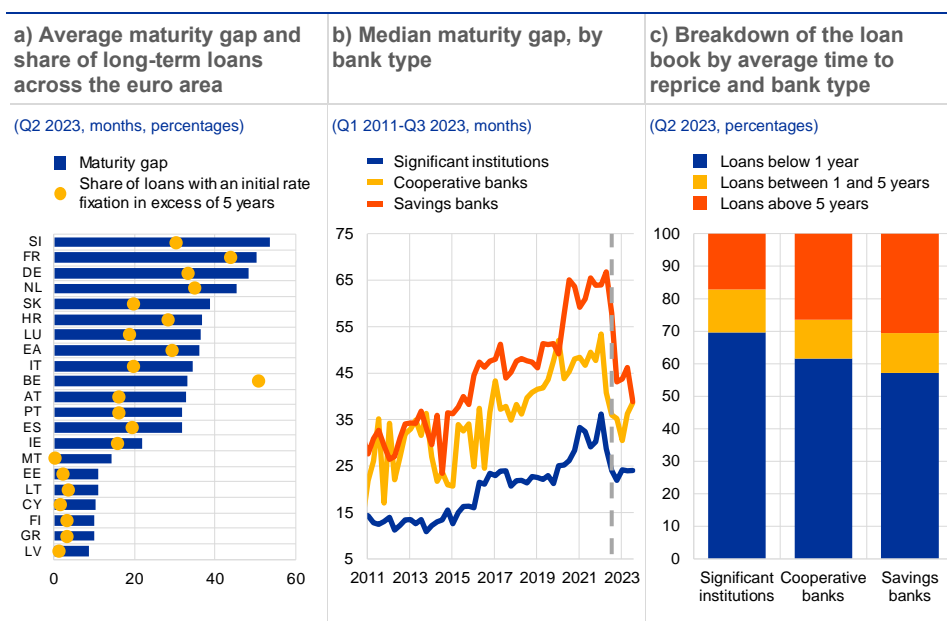 a) Average maturity gap and
share of long-term loans
across the euro area
(Q2 2023, months, percentages)
Maturity gap
Share of loans with an initial rate
fixation in excess of 5 years
SI
FR
DE
NL
SK
HR
LU
EA
IT
BE
AT
PT
ES
IE
MT
EE
LT
CY
FI
GR
LV
0 20 40 60
b) Median maturity gap, by
bank type
(Q1 2011-Q3 2023, months)
Significant institutions
Cooperative banks
Savings banks
75
65
55
45
35
25
15
5
2011 2013 2015 2017 2019 2021 2023
c) Breakdown of the loan
book by average time to
reprice and bank type
(Q2 2023, percentages)
Loans below 1 year
Loans between 1 and 5 years
Loans above 5 years
100
90
80
70
60
50
40
30
20
10
0
Significant Cooperative Savings
institutions banks banks